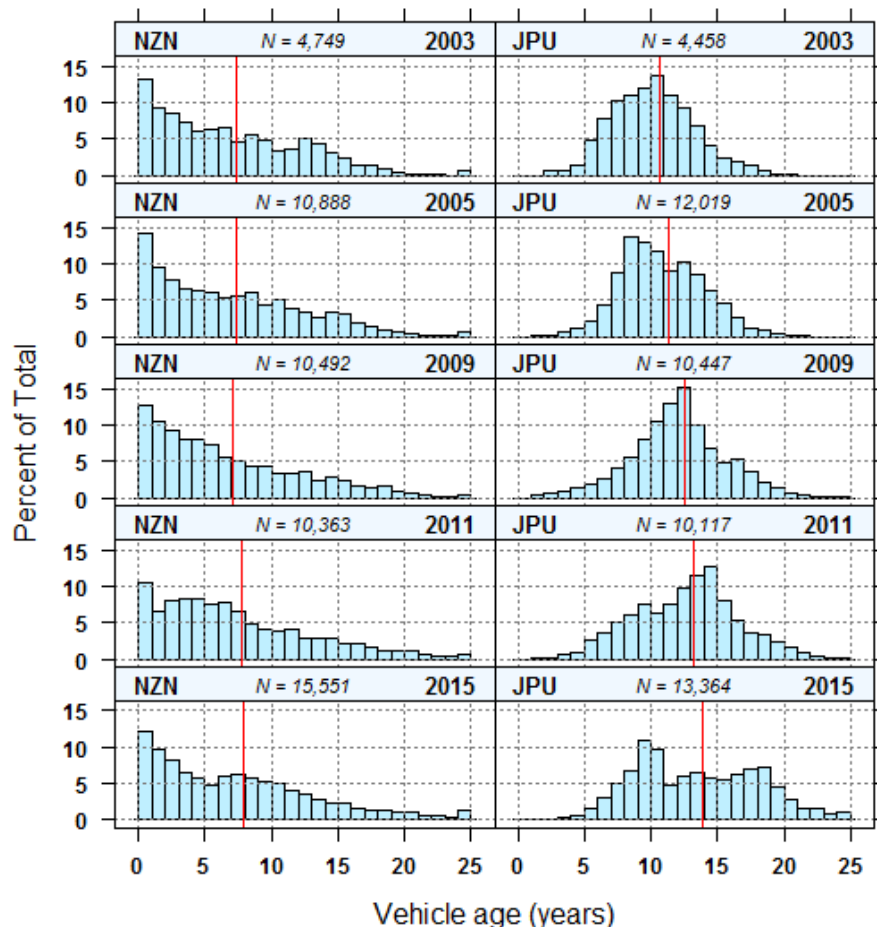 NZN N = 4,749 2003 JPU N = 4,458 2003
15
10
5
0
NZN N = 10,888 2005 JPU N = 12,019 2005
15
10
5
0
NZN N = 10,492 2009 JPU N = 10,447 2009
15
10
5
0
NZN N = 10,363 2011 JPU N = 10,117 2011
15
10
5
0
NZN N = 15,551 2015 JPU N = 13,364 2015
15
10
5
0
Percent of Total
0 5 10 15 20 25 0 5 10 15 20 25
Vehicle age (years)